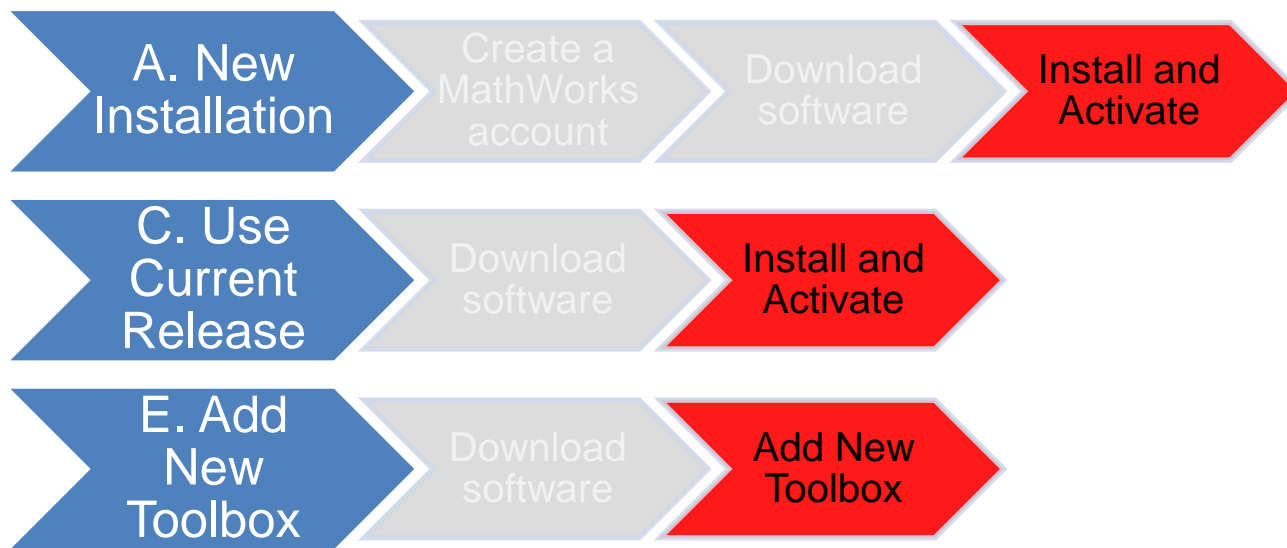 A. New
Installation
Create a
MathWorks
account
Download
software
Install and
Activate
C. Use
Current
Release
Download
software
Install and
Activate
E. Add
New
Toolbox
Download
software
Add New
Toolbox